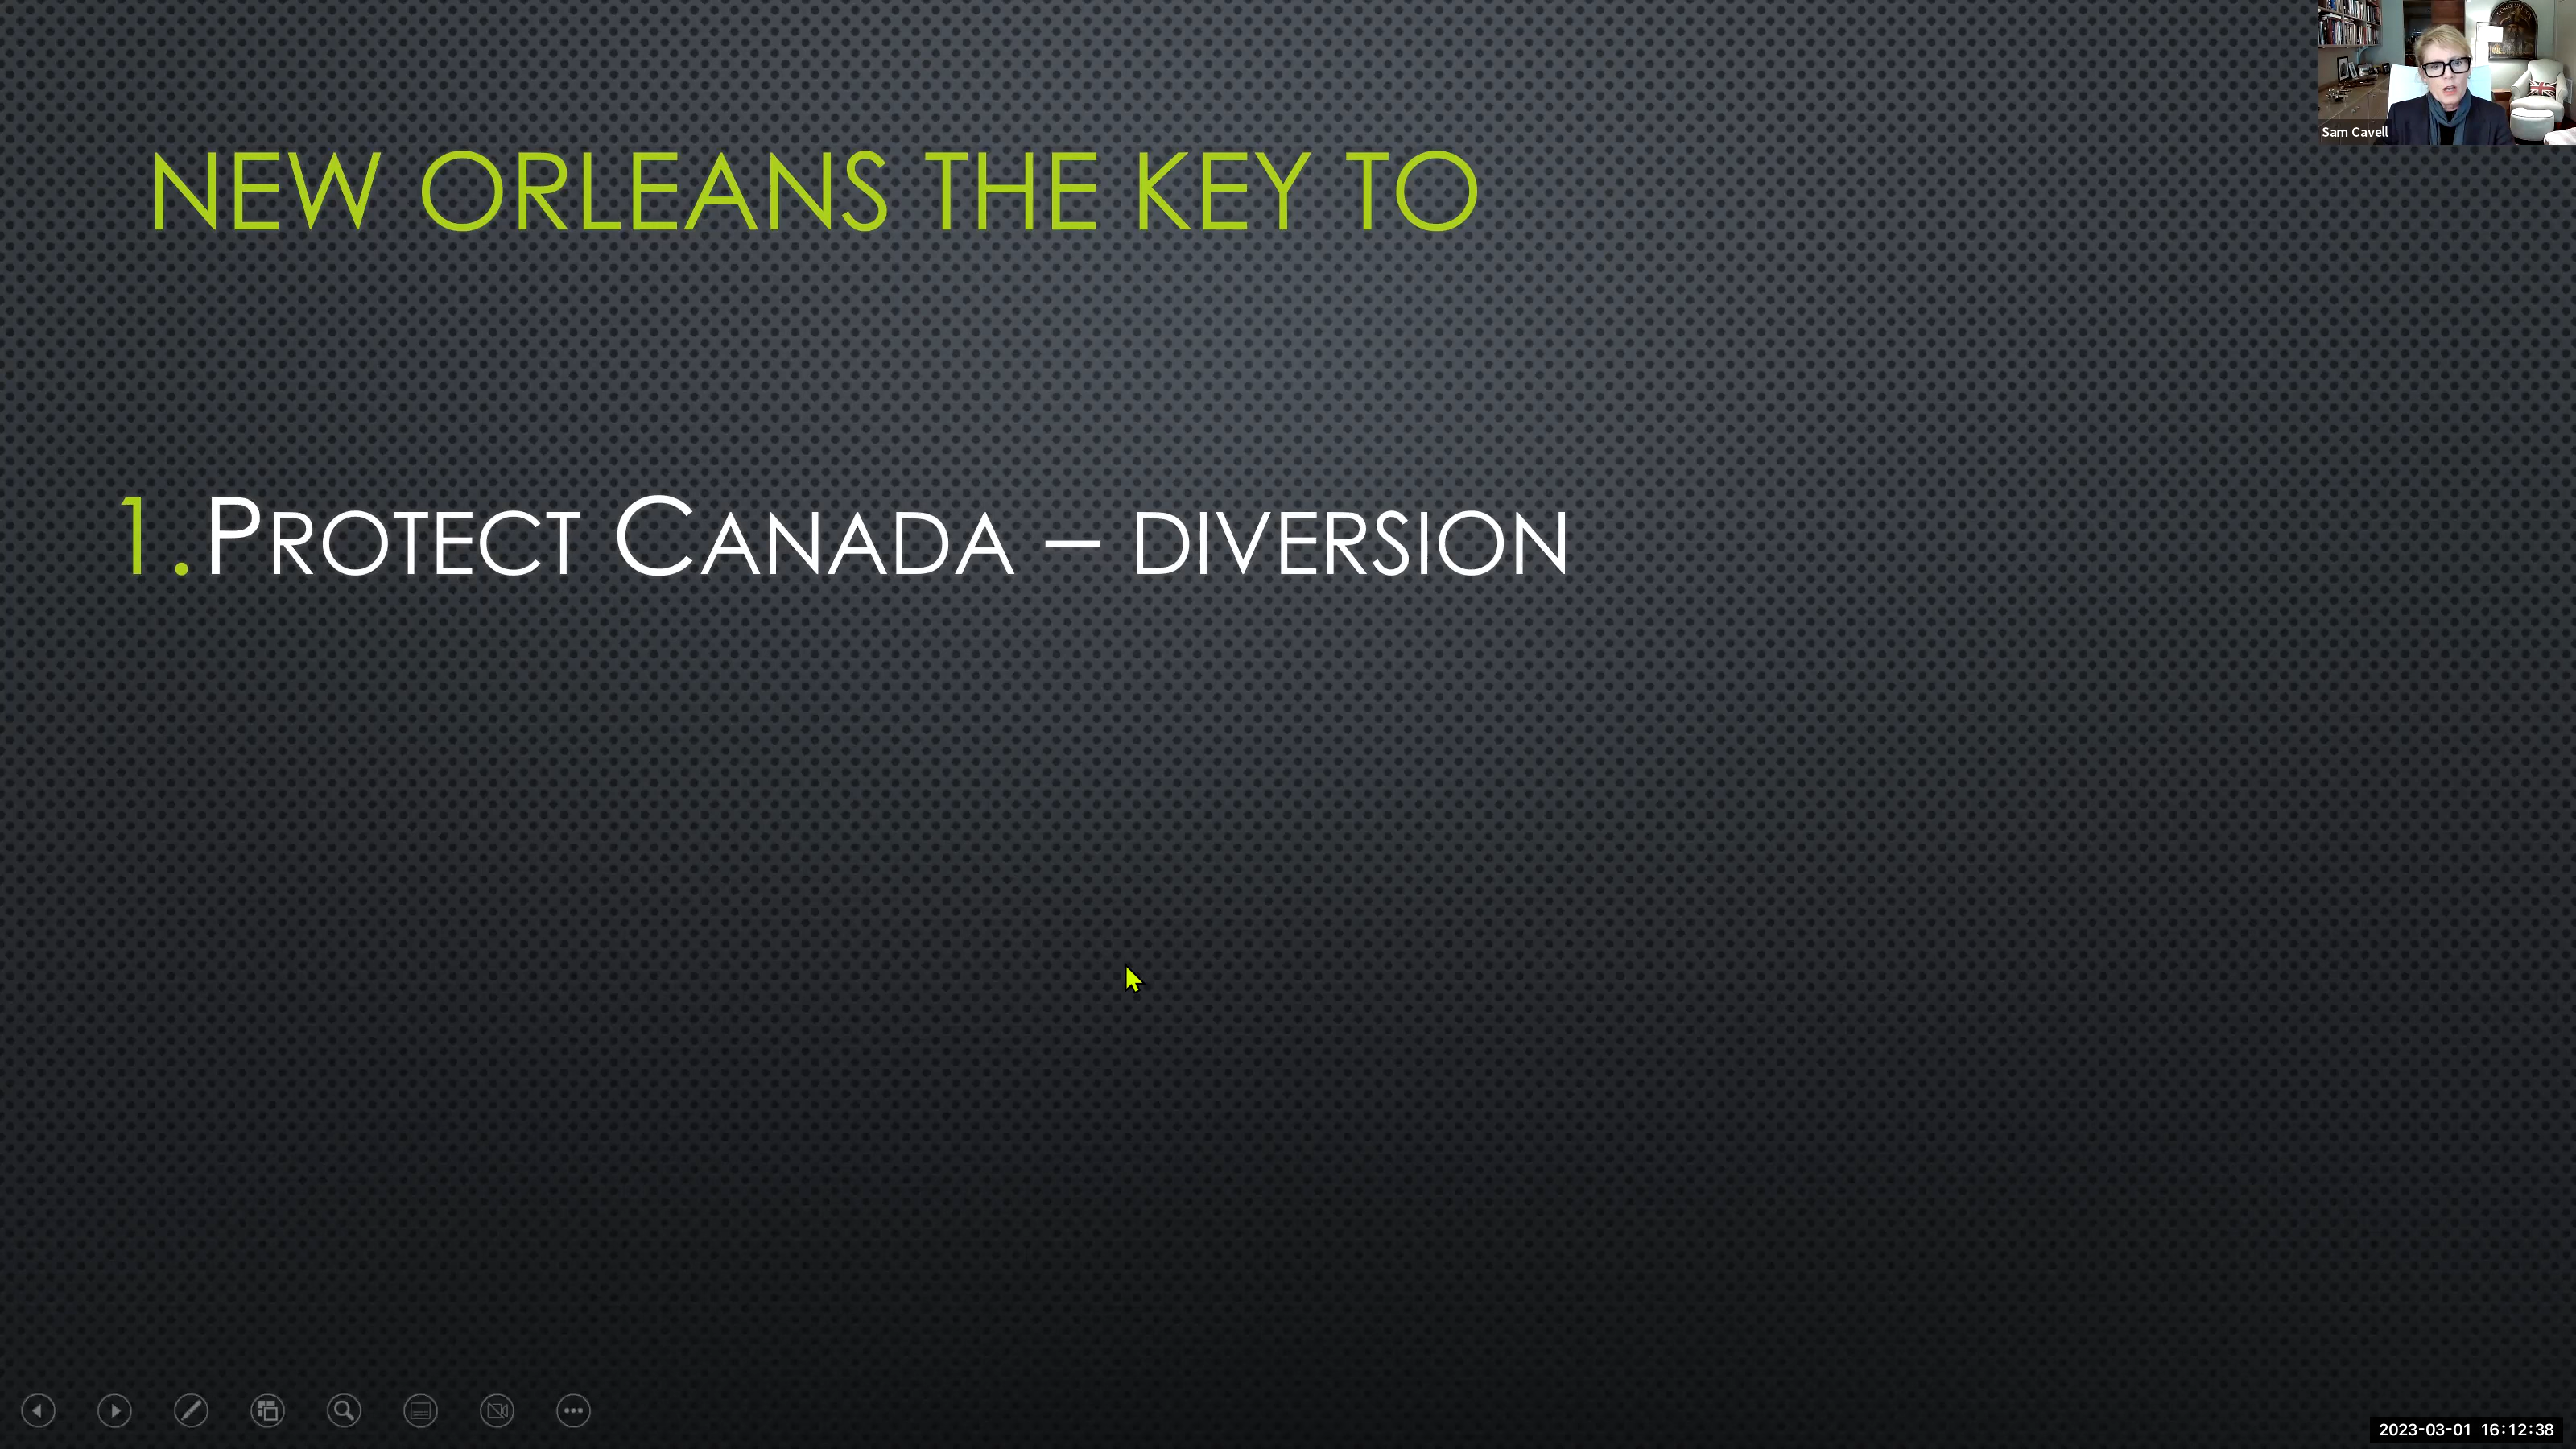 NEW ORLEANS THE KEY TO
1. PROTECT CANADA – DIVERSION
Sam Cavell
2023-03-01 16:12:38